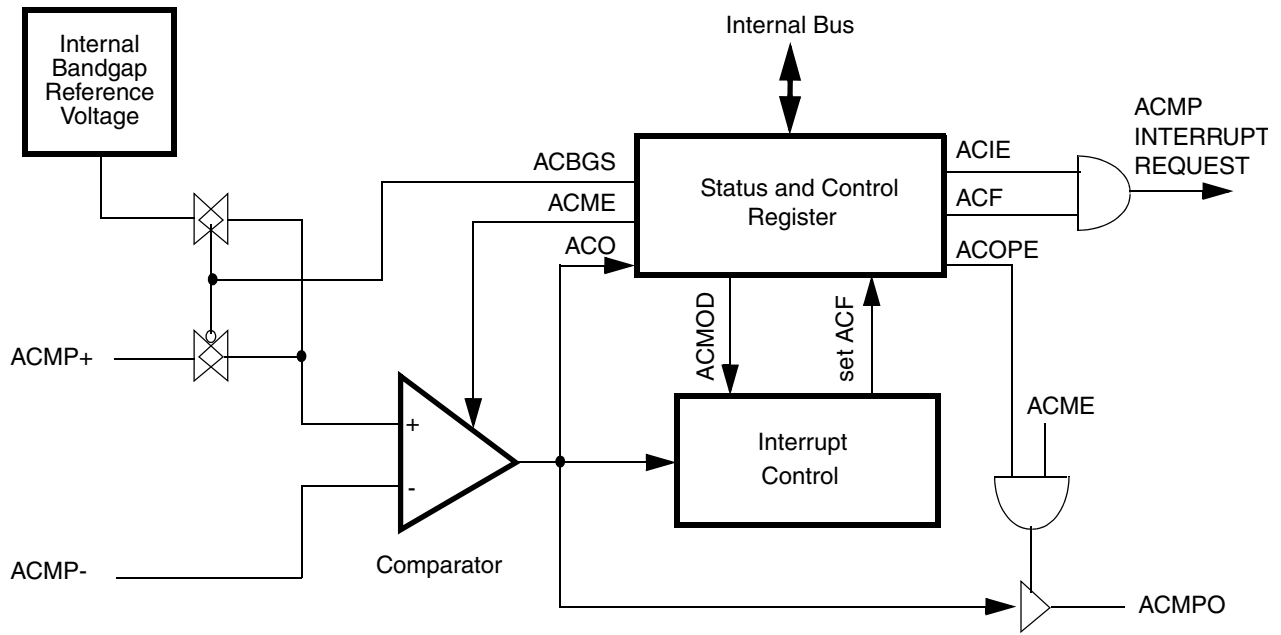 Internal
Bandgap
Reference
Voltage
Internal Bus
ACMP
INTERRUPT
REQUEST
ACBGS
ACME
ACO
Status and Control
Register
ACIE
ACF
ACOPE
ACMOD
set ACF
ACMP+
ACME
+
-
Interrupt
Control
Comparator
ACMP-
ACMPO